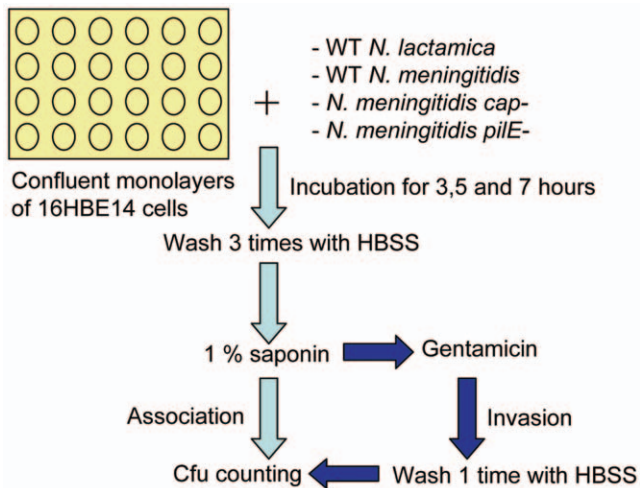 - WT N. lactamica
- WT N. meningitidis
- N. meningitidis cap-
- N. meningitidis pilE-
+
Confluent monolayers
of 16HBE14 cells
Incubation for 3,5 and 7 hours
Wash 3 times with HBSS
1 % saponin
Gentamicin
Association
Invasion
Cfu counting
Wash 1 time with HBSS